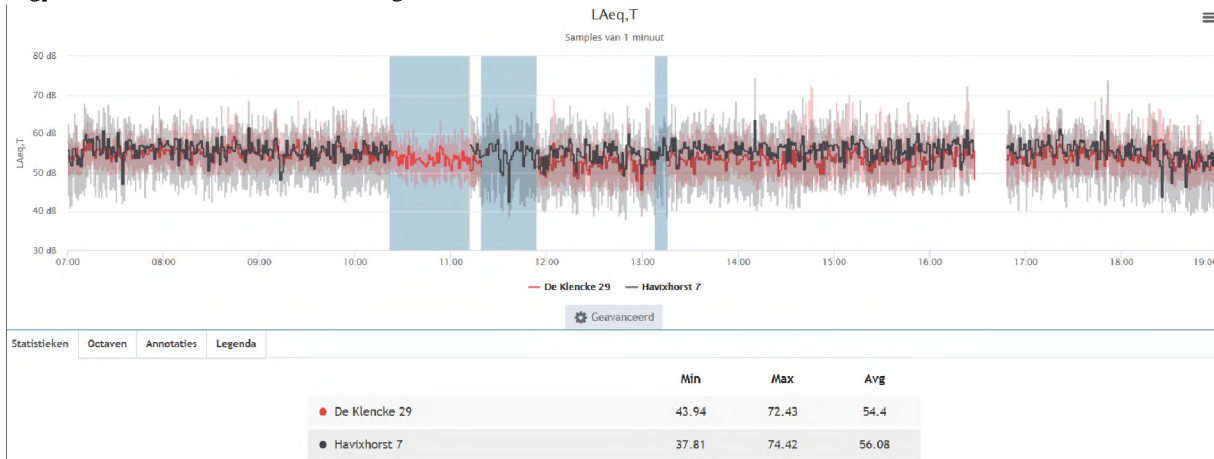 LAeq,T
Samples van 1 minuut
80 dB
70 dB
60 dB
50 dB
40 dB
30 dB
LAeq,T
07:00 08:00 09:00 10:00 11:00 12:00 13:00 14:00 15:00 16:00 17:00 18:00 19:00
De Klencke 29 Havixhorst 7
Geavanceerd
Statistieken Octaven Annotaties Legenda
Min Max Avg
De Klencke 29 43.94 72.43 54.4
Havixhorst 7 37.81 74.42 56.08